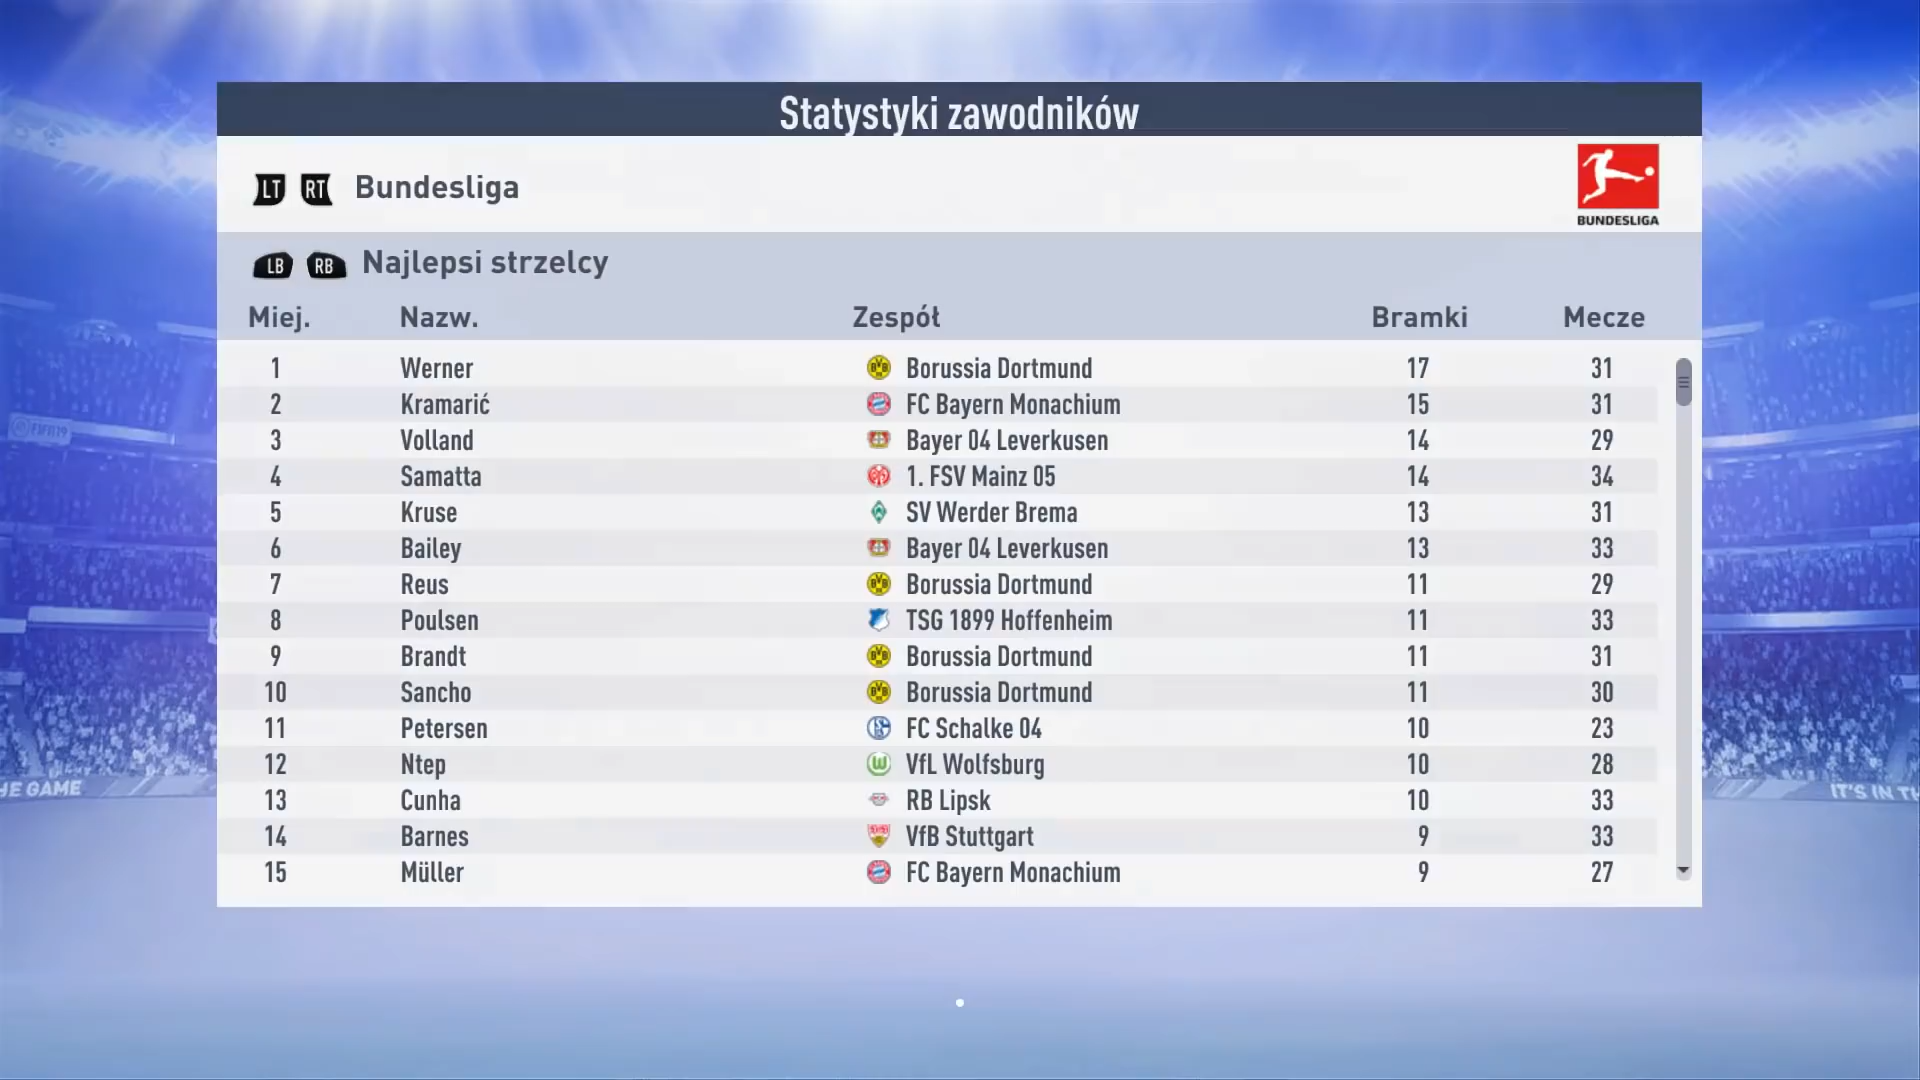 Statystyki zawodników
LT RT Bundesliga
BUNDESLIGA
LB RB Najlepsi strzelcy
Miej. Nazw. Zespół Bramki Mecze
1 Werner Borussia Dortmund 17 31
2 Kramarić FC Bayern Monachium 15 31
3 Volland Bayer 04 Leverkusen 14 29
4 Samatta 1. FSV Mainz 05 14 34
5 Kruse SV Werder Brema 13 31
6 Bailey Bayer 04 Leverkusen 13 33
7 Reus Borussia Dortmund 11 29
8 Poulsen TSG 1899 Hoffenheim 11 33
9 Brandt Borussia Dortmund 11 31
10 Sancho Borussia Dortmund 11 30
11 Petersen FC Schalke 04 10 23
12 Ntep VfL Wolfsburg 10 28
13 Cunha RB Lipsk 10 33
14 Barnes VfB Stuttgart 9 33
15 Müller FC Bayern Monachium 9 27
FIFA19
HE GAME
IT'S IN TH